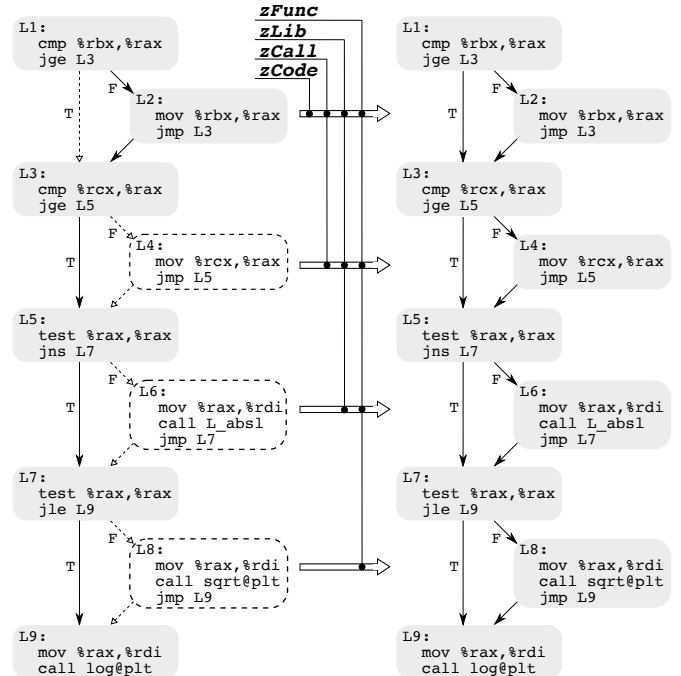 L1:
cmp %rbx,%rax
jge L3
F
T
L2:
mov %rbx,%rax
jmp L3
L3:
cmp %rcx,%rax
jge L5
F
T
L4:
mov %rcx,%rax
jmp L5
L5:
test %rax,%rax
jns L7
F
T
L6:
mov %rax,%rdi
call L_absl
jmp L7
L7:
test %rax,%rax
jle L9
F
T
L8:
mov %rax,%rdi
call sqrt@plt
jmp L9
L9:
mov %rax,%rdi
call log@plt
zFunc
zLib
zCall
zCode
L1:
cmp %rbx,%rax
jge L3
F
T
L2:
mov %rbx,%rax
jmp L3
L3:
cmp %rcx,%rax
jge L5
F
T
L4:
mov %rcx,%rax
jmp L5
L5:
test %rax,%rax
jns L7
F
T
L6:
mov %rax,%rdi
call L_absl
jmp L7
L7:
test %rax,%rax
jle L9
F
T
L8:
mov %rax,%rdi
call sqrt@plt
jmp L9
L9:
mov %rax,%rdi
call log@plt